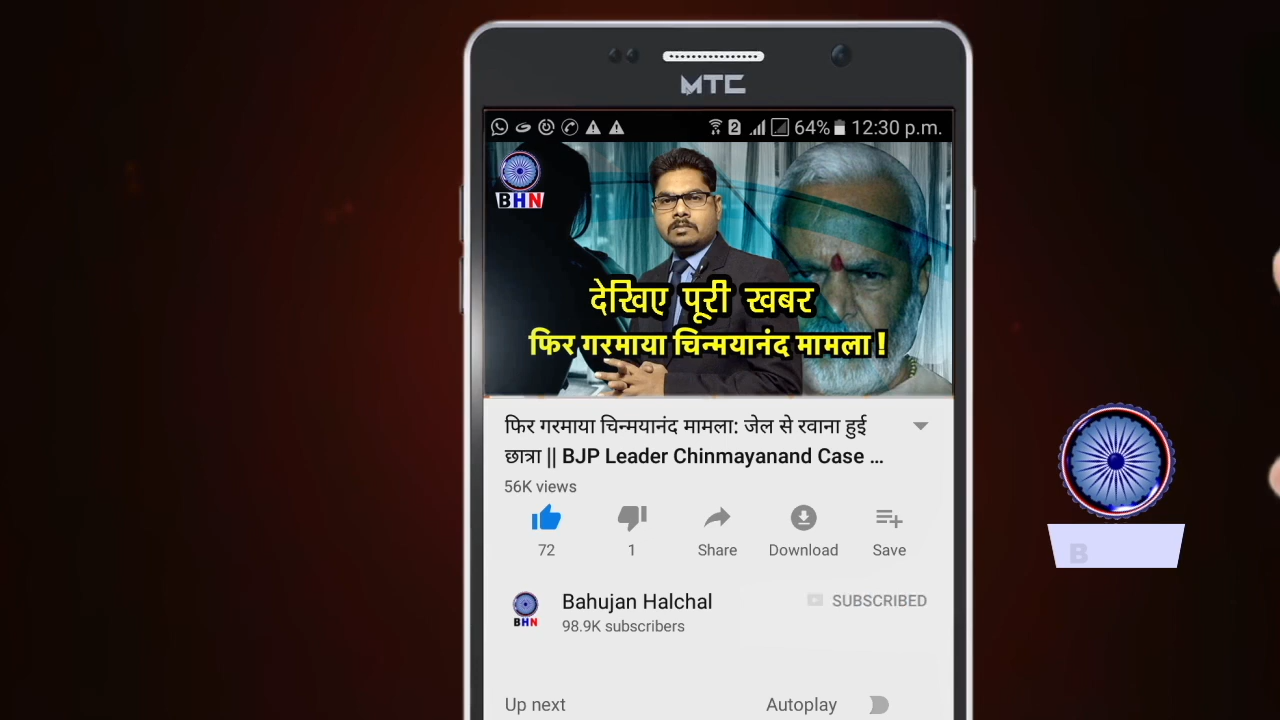 MTC
2 64% 12:30 p.m.
BHN
देखिए पूरी खबर
फिर गरमाया चिन्मयानंद मामला !
फिर गरमाया चिन्मयानंद मामला: जेल से रवाना हुई
छात्रा || BJP Leader Chinmayanand Case ...
56K views
72 1 Share Download Save
Bahujan Halchal SUBSCRIBED
BHN 98.9K subscribers
B
Up next Autoplay